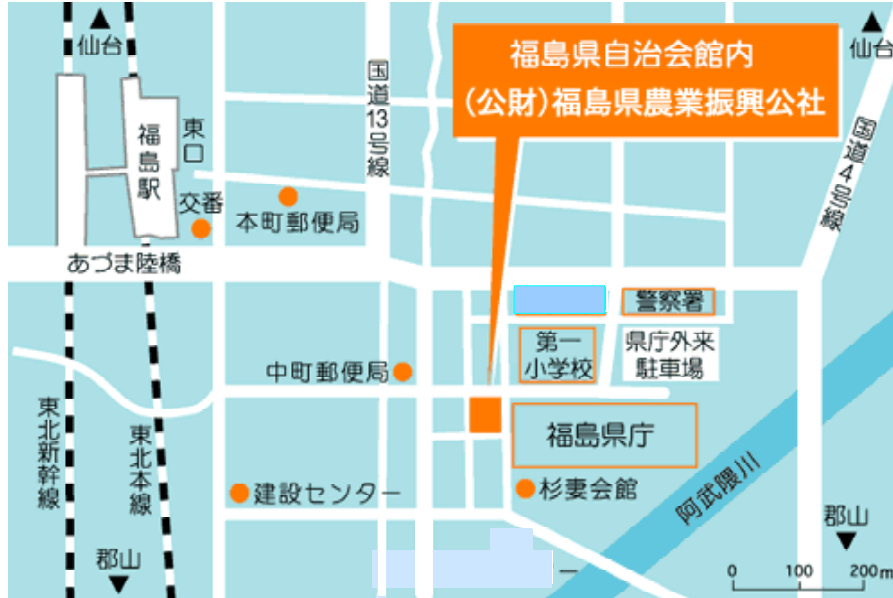 ▲
仙台
国道13号線
福島県自治会館内
(公財)福島県農業振興公社
▲
仙台
国道4号線
東口
福島駅
交番
本町郵便局
あづま陸橋
警察署
第一
小学校
県庁外来
駐車場
中町郵便局
東北新幹線
東北本線
福島県庁
建設センター
杉妻会館
阿武隈川
郡山
▼
郡山
▼
0 100 200m